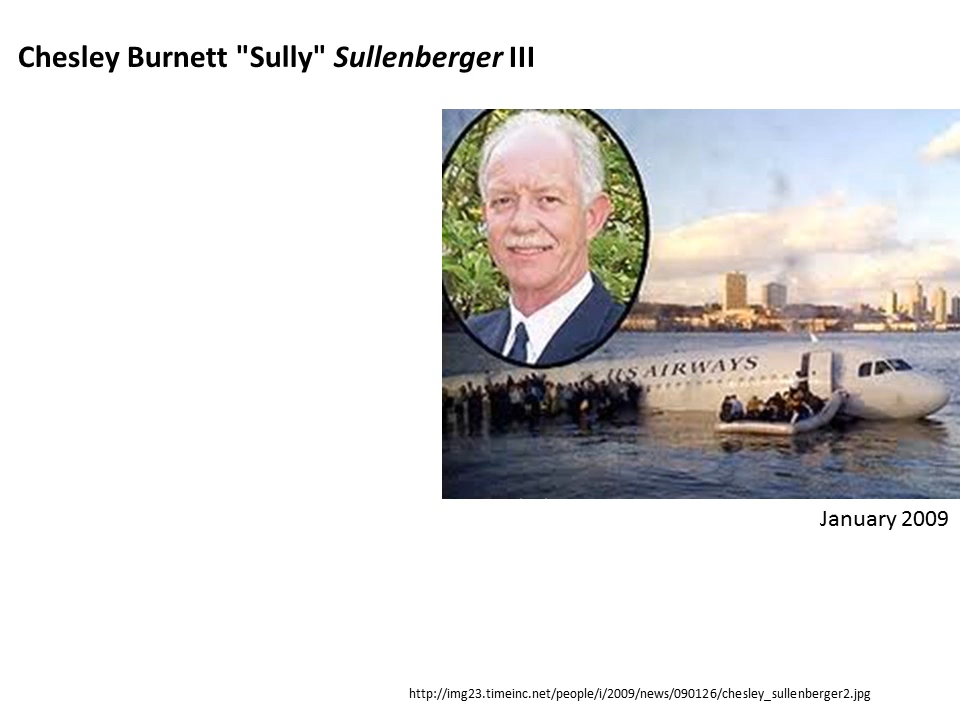 Chesley Burnett "Sully" Sullenberger III
US AIRWAYS
January 2009
http://img23.timeinc.net/people/i/2009/news/090126/chesley_sullenberger2.jpg